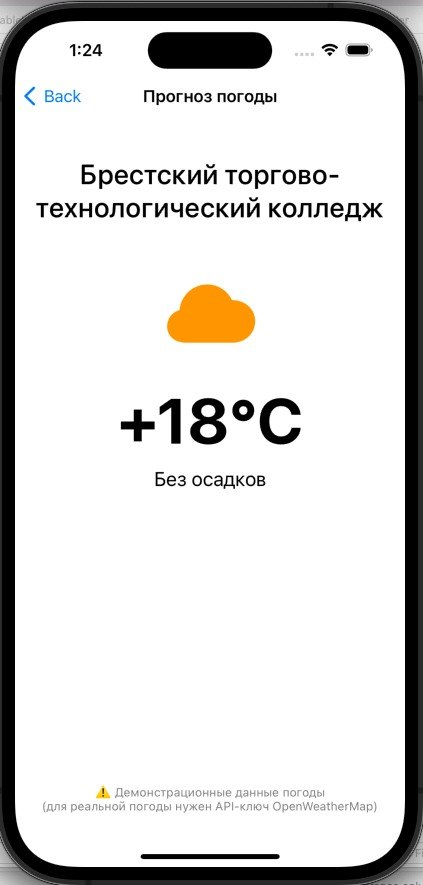 1:24
Back
Прогноз погоды
Брестский торгово-
технологический колледж
+18°C
Без осадков
⚠️ Демонстрационные данные погоды
(для реальной погоды нужен API-ключ OpenWeatherMap)